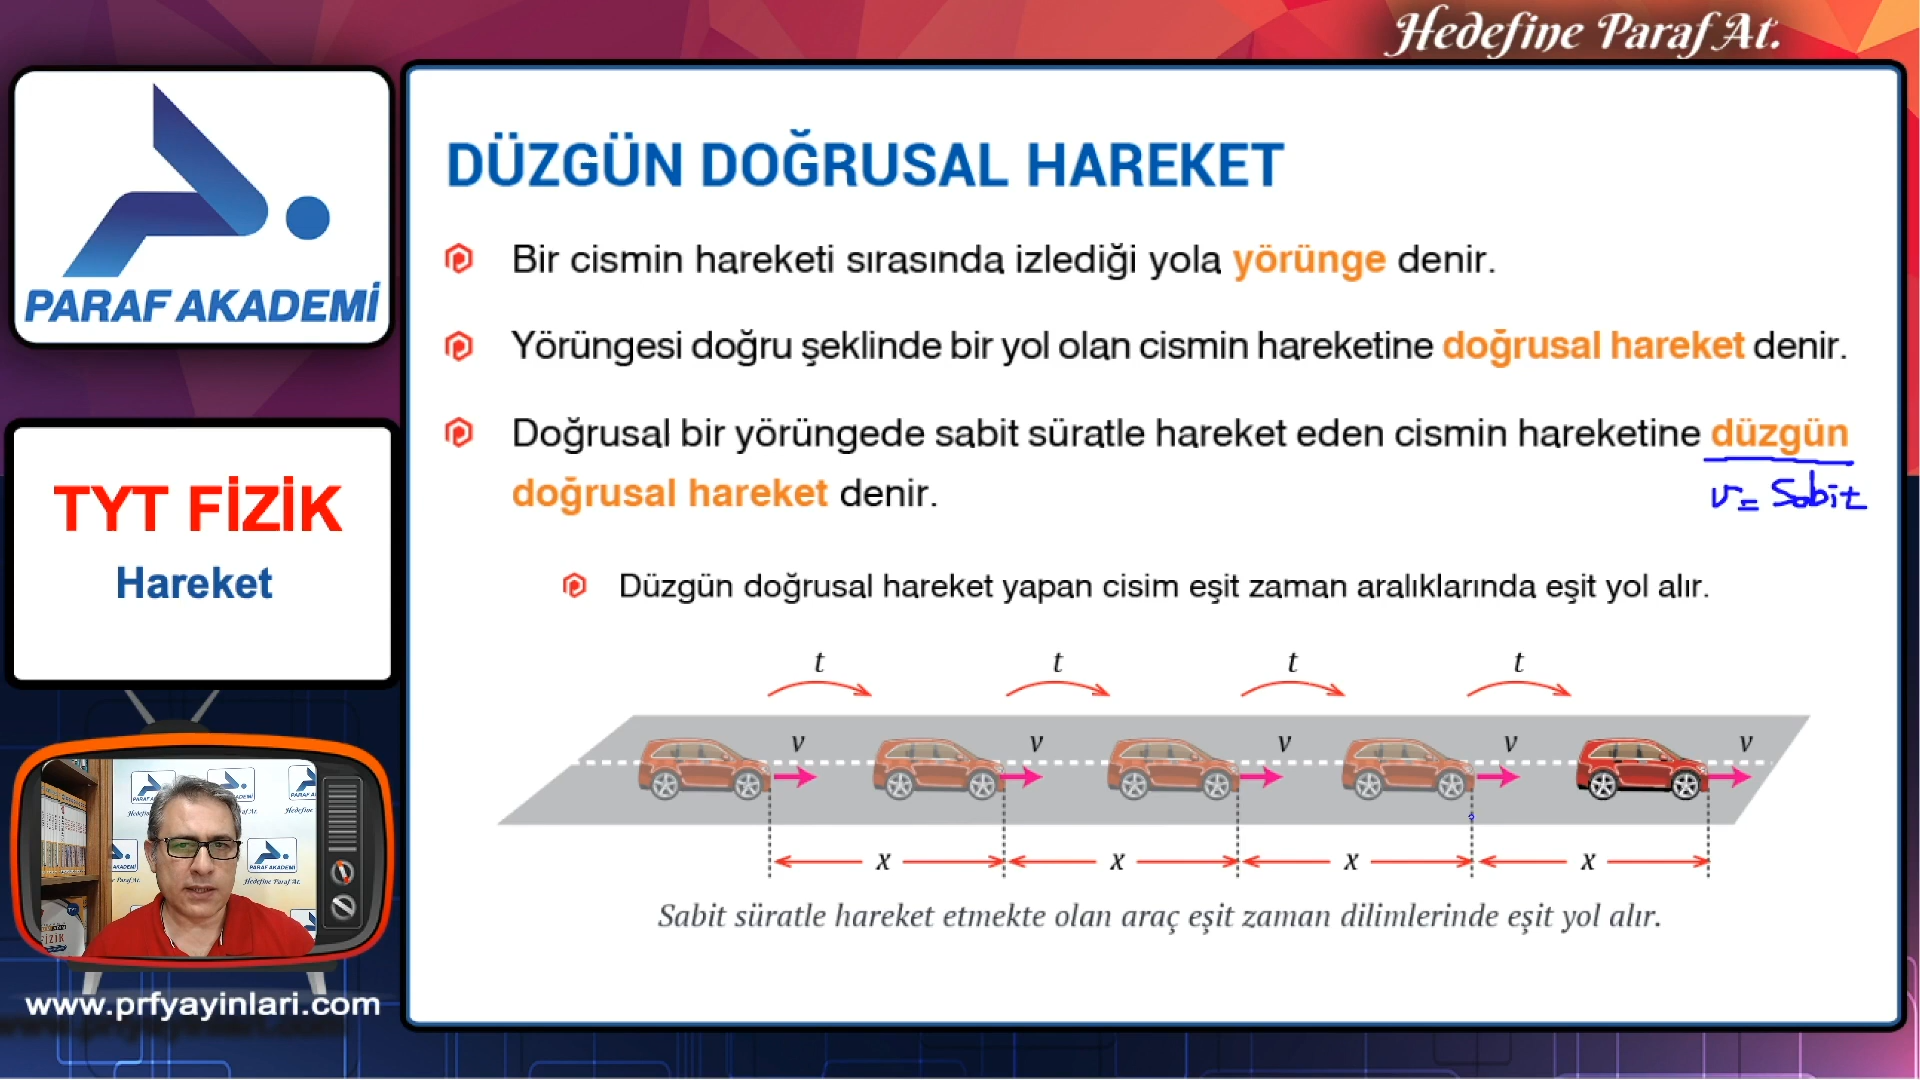 Hedefine Paraf At.
PARAF AKADEMİ
TYT FİZİK
Hareket
www.prfyayinlari.com
DÜZGÜN DOĞRUSAL HAREKET
Bir cismin hareketi sırasında izlediği yola yörünge denir.
Yörüngesi doğru şeklinde bir yol olan cismin hareketine doğrusal hareket denir.
Doğrusal bir yörüngede sabit süratle hareket eden cismin hareketine düzgün
doğrusal hareket denir.
v = Sabit
Düzgün doğrusal hareket yapan cisim eşit zaman aralıklarında eşit yol alır.
t t t t
v v v v v
x x x x
Sabit süratle hareket etmekte olan araç eşit zaman dilimlerinde eşit yol alır.